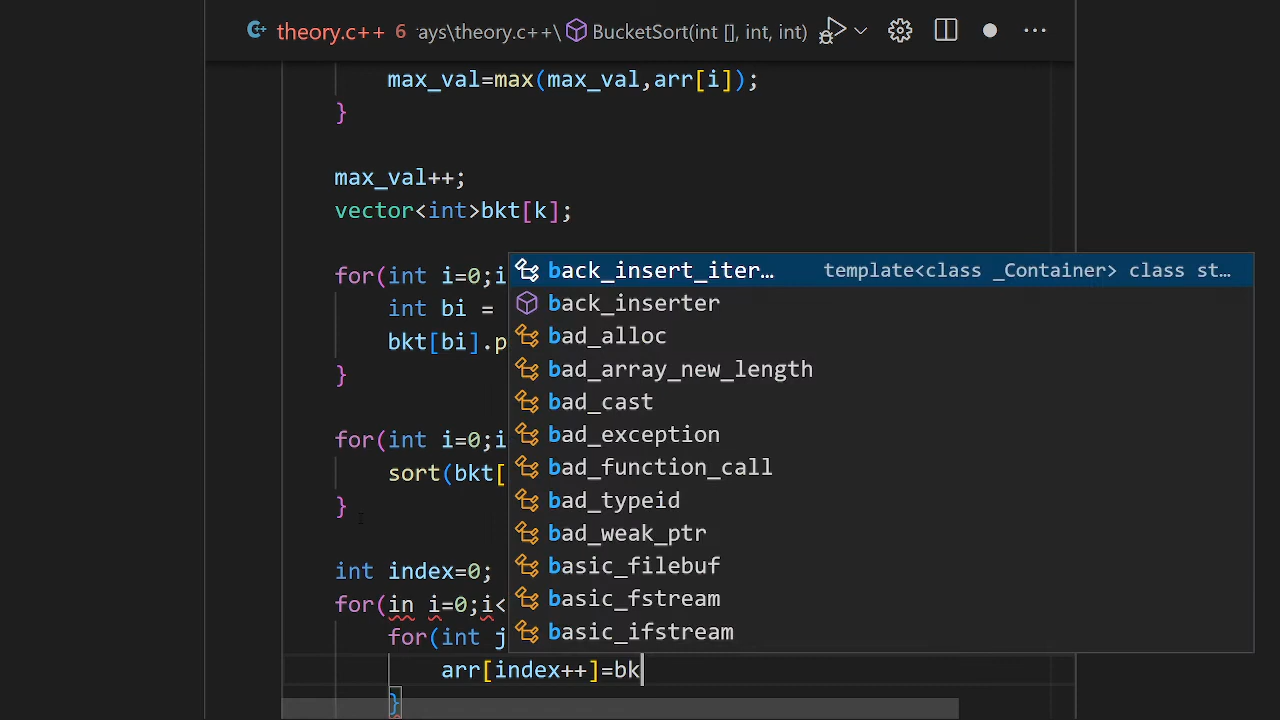 theory.c++ 6 ays\theory.c++\ BucketSort(int [], int, int)
max_val=max(max_val,arr[i]);
}
max_val++;
vector<int>bkt[k];
for(int i=0;i
back_insert_iter… template<class _Container> class st…
int bi =
back_inserter
bkt[bi].p
bad_alloc
}
bad_array_new_length
bad_cast
for(int i=0;i
bad_exception
sort(bkt[
bad_function_call
}
bad_typeid
bad_weak_ptr
int index=0;
basic_filebuf
for(in i=0;i<
basic_fstream
for(int j
basic_ifstream
arr[index++]=bk
}